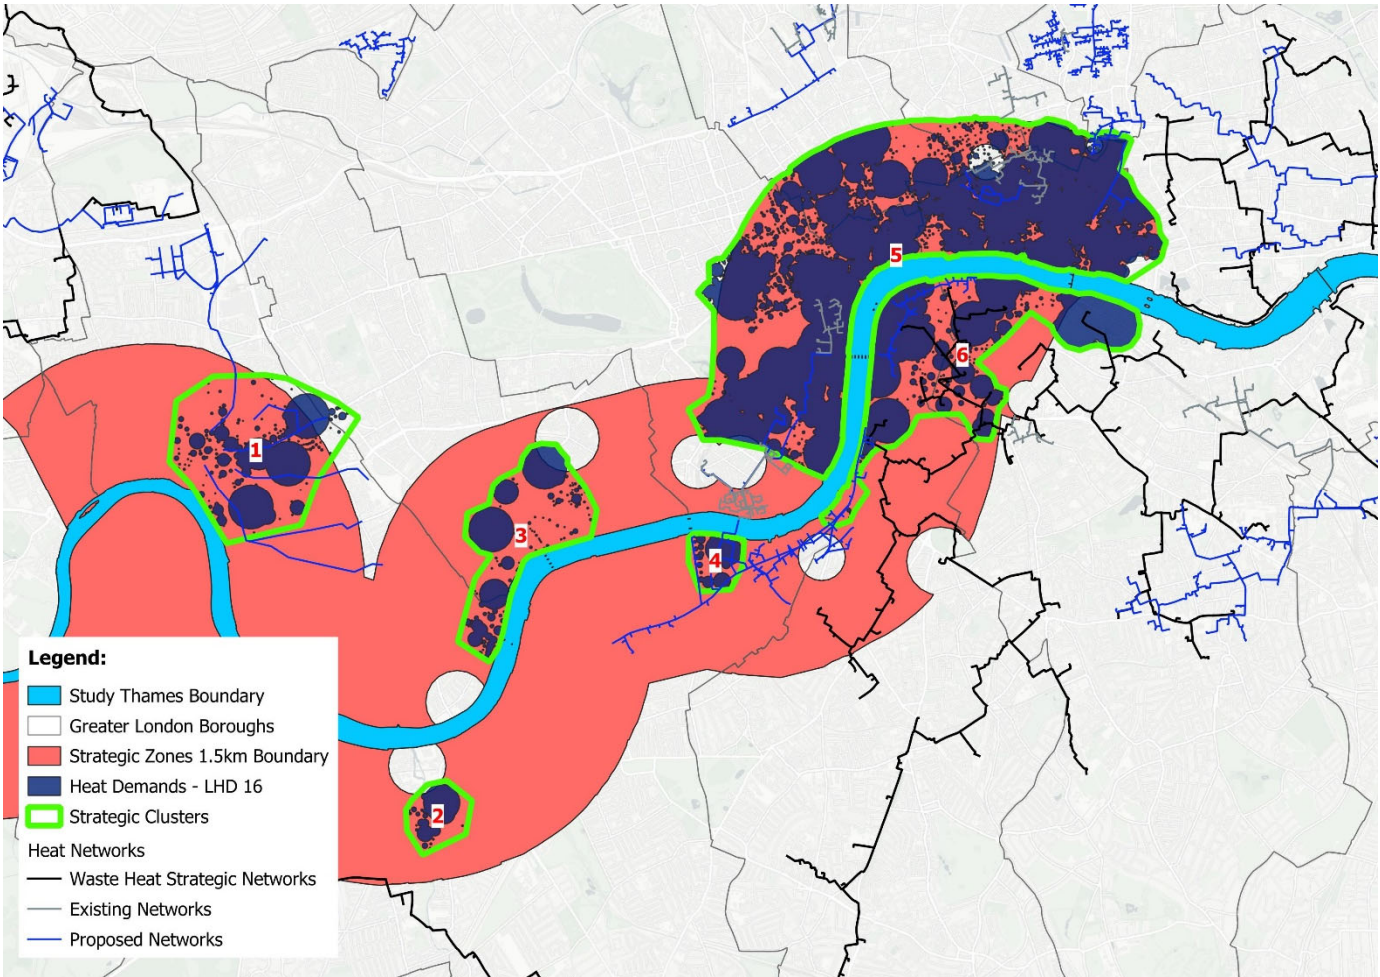 5
6
1
3
4
2
Legend:
Study Thames Boundary
Greater London Boroughs
Strategic Zones 1.5km Boundary
Heat Demands - LHD 16
Strategic Clusters
Heat Networks
Waste Heat Strategic Networks
Existing Networks
Proposed Networks